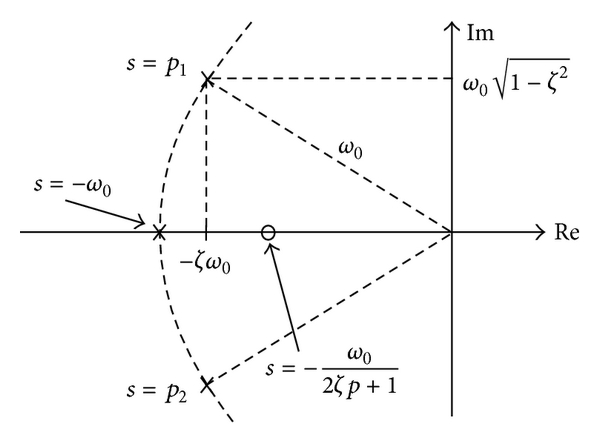 Im
s = p₁
ω₀√(1 − ζ²)
ω₀
s = −ω₀
Re
−ζω₀
s = − ω₀ / (2ζp + 1)
s = p₂